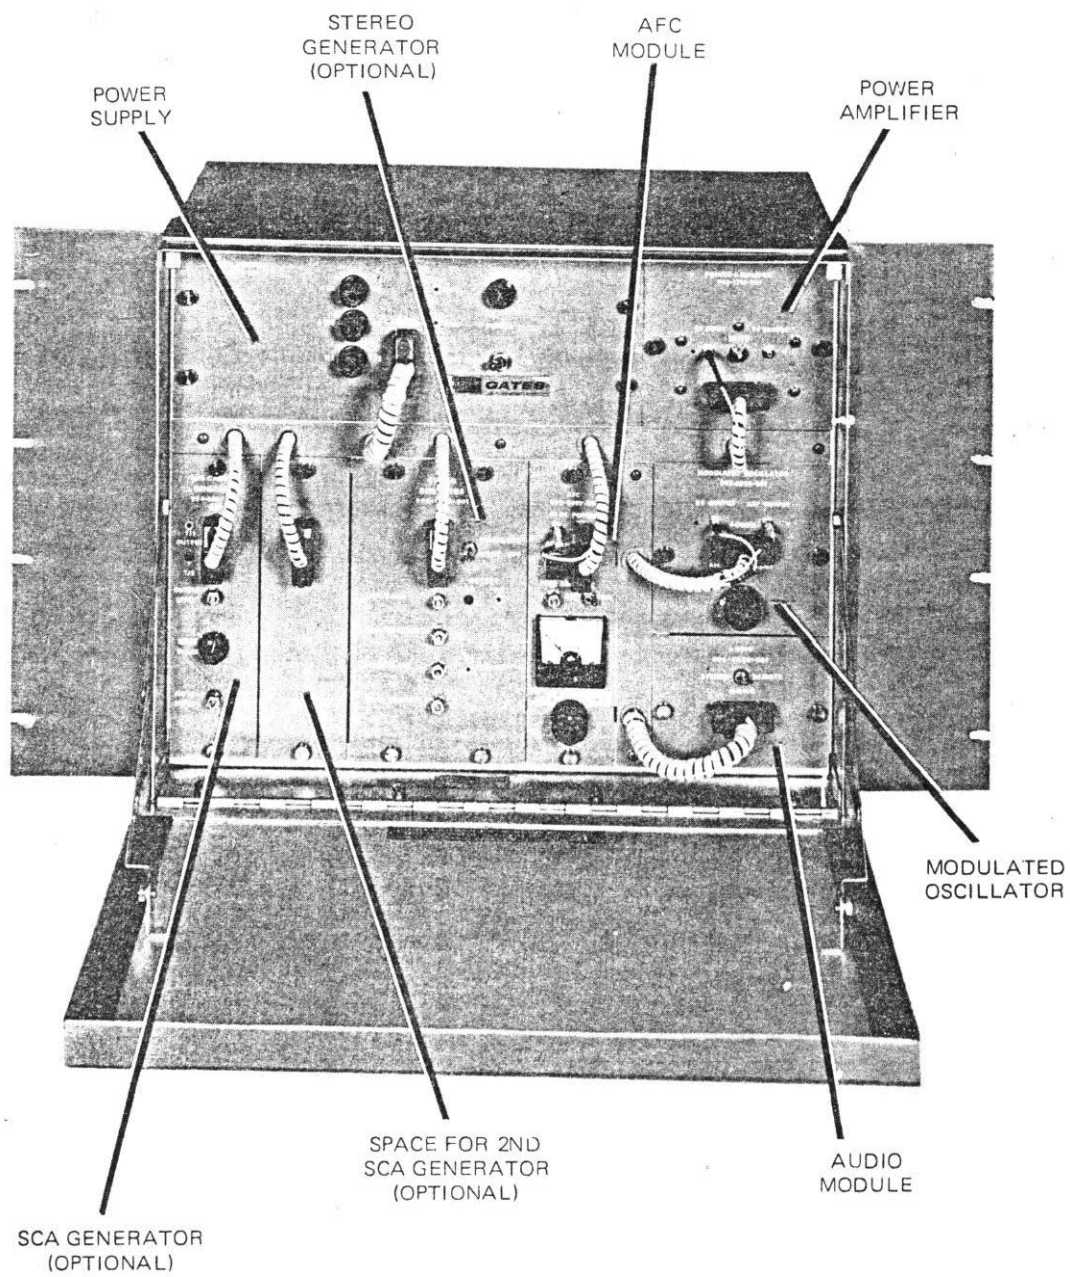 STEREO
GENERATOR
(OPTIONAL)
AFC
MODULE
POWER
SUPPLY
POWER
AMPLIFIER
GATES
MODULATED
OSCILLATOR
SPACE FOR 2ND
SCA GENERATOR
(OPTIONAL)
AUDIO
MODULE
SCA GENERATOR
(OPTIONAL)